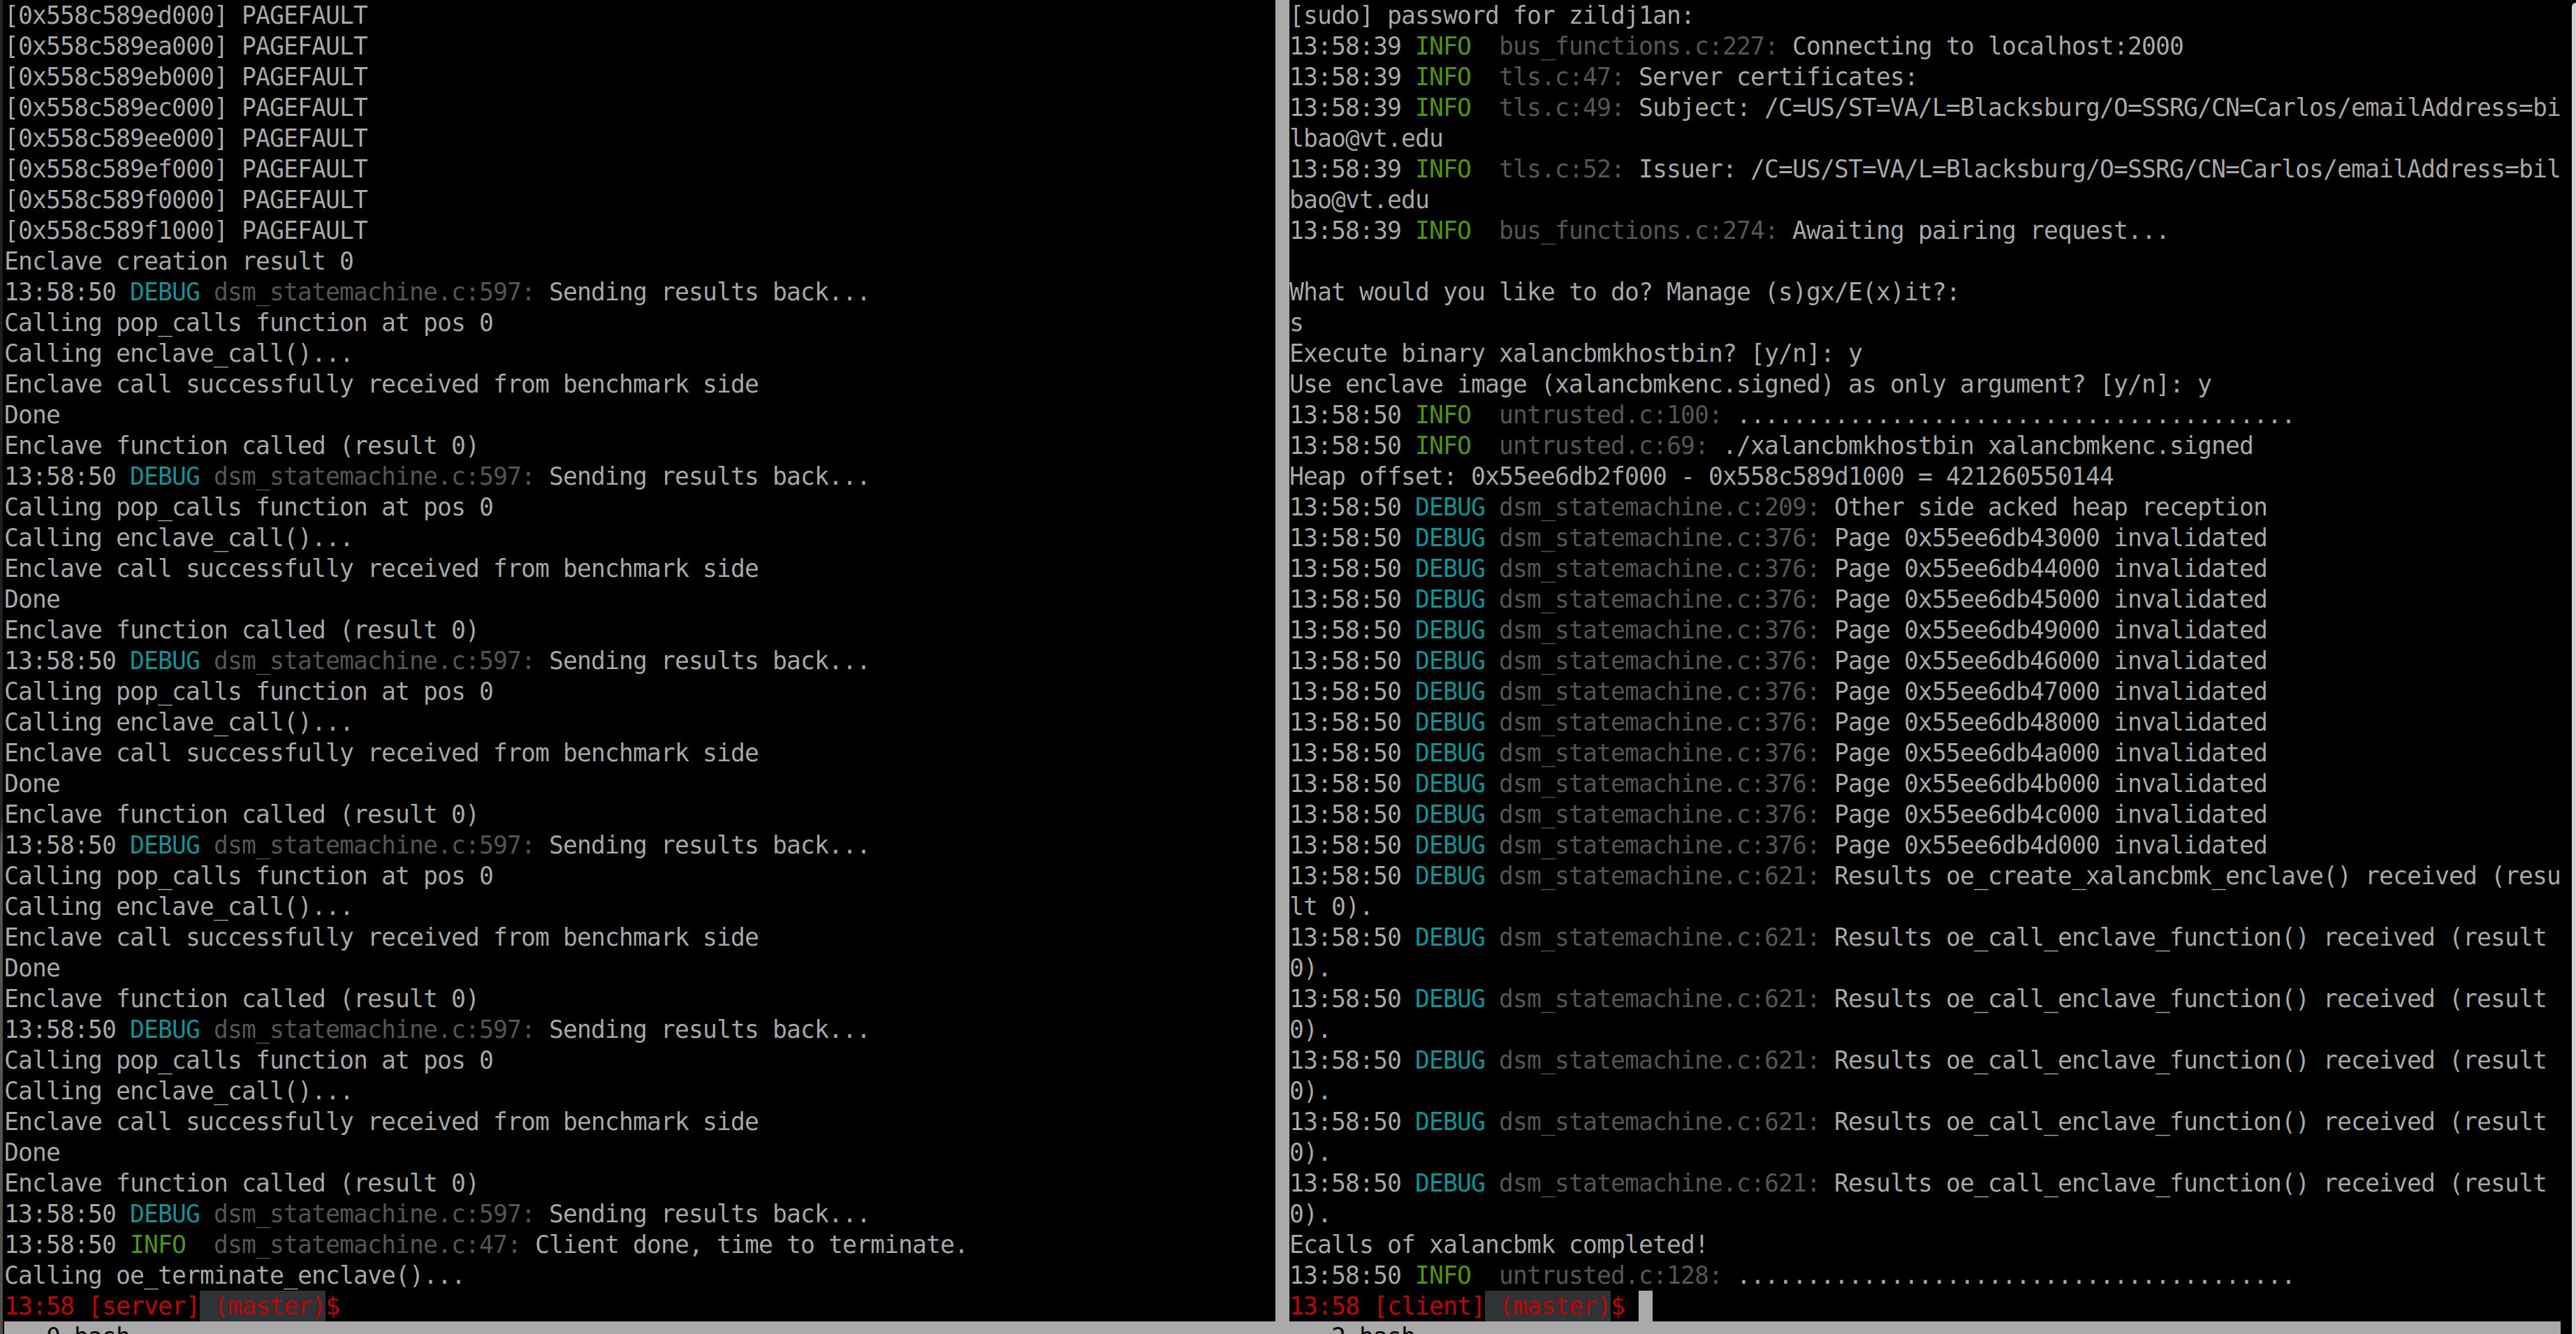 [0x558c589ed000] PAGEFAULT
[0x558c589ea000] PAGEFAULT
[0x558c589eb000] PAGEFAULT
[0x558c589ec000] PAGEFAULT
[0x558c589ee000] PAGEFAULT
[0x558c589ef000] PAGEFAULT
[0x558c589f0000] PAGEFAULT
[0x558c589f1000] PAGEFAULT
Enclave creation result 0
13:58:50 DEBUG dsm_statemachine.c:597: Sending results back...
Calling pop_calls function at pos 0
Calling enclave_call()...
Enclave call successfully received from benchmark side
Done
Enclave function called (result 0)
13:58:50 DEBUG dsm_statemachine.c:597: Sending results back...
Calling pop_calls function at pos 0
Calling enclave_call()...
Enclave call successfully received from benchmark side
Done
Enclave function called (result 0)
13:58:50 DEBUG dsm_statemachine.c:597: Sending results back...
Calling pop_calls function at pos 0
Calling enclave_call()...
Enclave call successfully received from benchmark side
Done
Enclave function called (result 0)
13:58:50 DEBUG dsm_statemachine.c:597: Sending results back...
Calling pop_calls function at pos 0
Calling enclave_call()...
Enclave call successfully received from benchmark side
Done
Enclave function called (result 0)
13:58:50 DEBUG dsm_statemachine.c:597: Sending results back...
Calling pop_calls function at pos 0
Calling enclave_call()...
Enclave call successfully received from benchmark side
Done
Enclave function called (result 0)
13:58:50 DEBUG dsm_statemachine.c:597: Sending results back...
13:58:50 INFO  dsm_statemachine.c:47: Client done, time to terminate.
Calling oe_terminate_enclave()...
13:58 [server] (master)$
0 bash
[sudo] password for zildj1an:
13:58:39 INFO  bus_functions.c:227: Connecting to localhost:2000
13:58:39 INFO  tls.c:47: Server certificates:
13:58:39 INFO  tls.c:49: Subject: /C=US/ST=VA/L=Blacksburg/O=SSRG/CN=Carlos/emailAddress=bi
lbao@vt.edu
13:58:39 INFO  tls.c:52: Issuer: /C=US/ST=VA/L=Blacksburg/O=SSRG/CN=Carlos/emailAddress=bil
bao@vt.edu
13:58:39 INFO  bus_functions.c:274: Awaiting pairing request...
What would you like to do? Manage (s)gx/E(x)it?:
s
Execute binary xalancbmkhostbin? [y/n]: y
Use enclave image (xalancbmkenc.signed) as only argument? [y/n]: y
13:58:50 INFO  untrusted.c:100: ........................................
13:58:50 INFO  untrusted.c:69: ./xalancbmkhostbin xalancbmkenc.signed
Heap offset: 0x55ee6db2f000 - 0x558c589d1000 = 421260550144
13:58:50 DEBUG dsm_statemachine.c:209: Other side acked heap reception
13:58:50 DEBUG dsm_statemachine.c:376: Page 0x55ee6db43000 invalidated
13:58:50 DEBUG dsm_statemachine.c:376: Page 0x55ee6db44000 invalidated
13:58:50 DEBUG dsm_statemachine.c:376: Page 0x55ee6db45000 invalidated
13:58:50 DEBUG dsm_statemachine.c:376: Page 0x55ee6db49000 invalidated
13:58:50 DEBUG dsm_statemachine.c:376: Page 0x55ee6db46000 invalidated
13:58:50 DEBUG dsm_statemachine.c:376: Page 0x55ee6db47000 invalidated
13:58:50 DEBUG dsm_statemachine.c:376: Page 0x55ee6db48000 invalidated
13:58:50 DEBUG dsm_statemachine.c:376: Page 0x55ee6db4a000 invalidated
13:58:50 DEBUG dsm_statemachine.c:376: Page 0x55ee6db4b000 invalidated
13:58:50 DEBUG dsm_statemachine.c:376: Page 0x55ee6db4c000 invalidated
13:58:50 DEBUG dsm_statemachine.c:376: Page 0x55ee6db4d000 invalidated
13:58:50 DEBUG dsm_statemachine.c:621: Results oe_create_xalancbmk_enclave() received (resu
lt 0).
13:58:50 DEBUG dsm_statemachine.c:621: Results oe_call_enclave_function() received (result
0).
13:58:50 DEBUG dsm_statemachine.c:621: Results oe_call_enclave_function() received (result
0).
13:58:50 DEBUG dsm_statemachine.c:621: Results oe_call_enclave_function() received (result
0).
13:58:50 DEBUG dsm_statemachine.c:621: Results oe_call_enclave_function() received (result
0).
13:58:50 DEBUG dsm_statemachine.c:621: Results oe_call_enclave_function() received (result
0).
Ecalls of xalancbmk completed!
13:58:50 INFO  untrusted.c:128: ........................................
13:58 [client] (master)$
2 bash